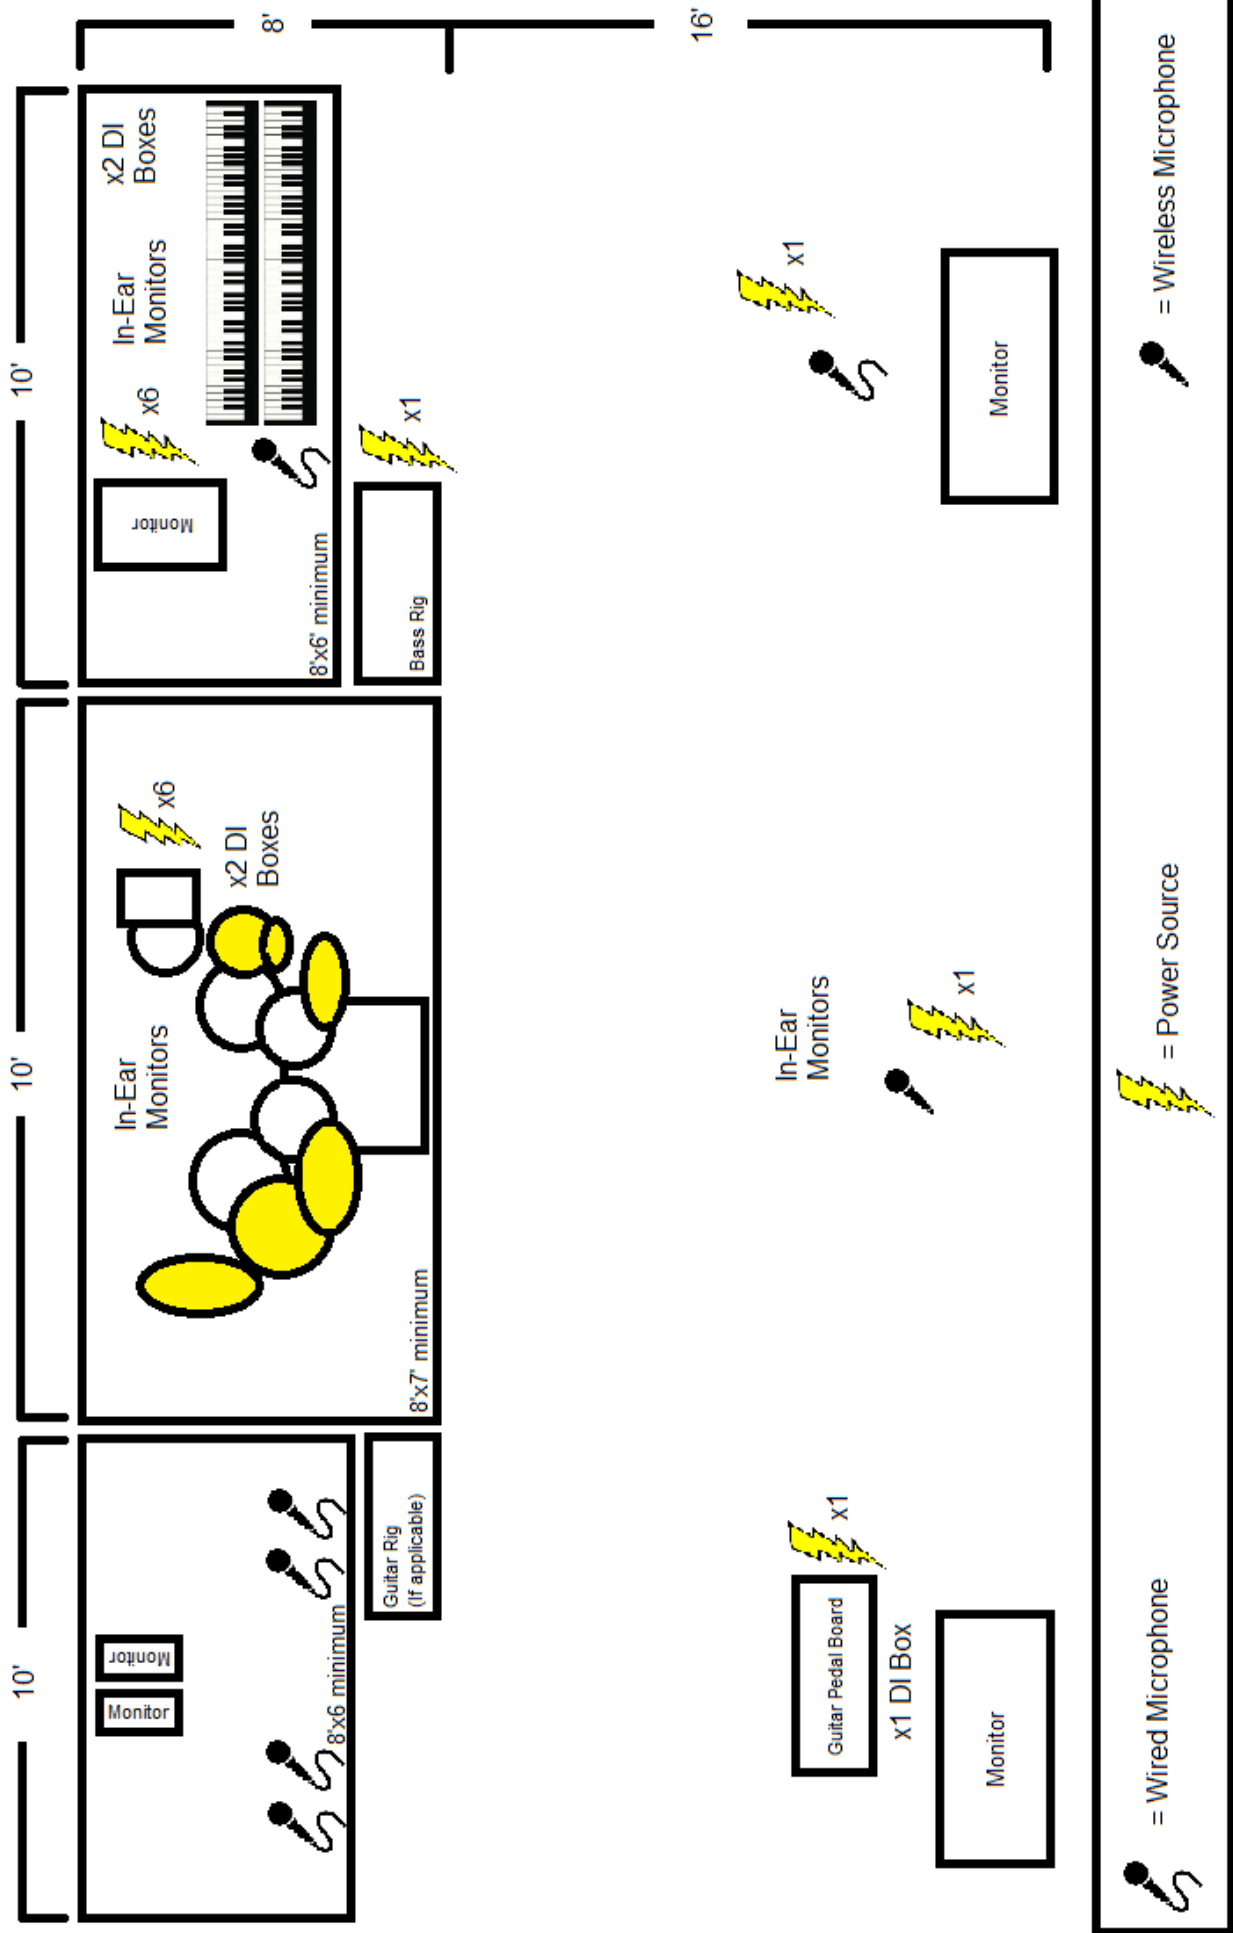 10'
10'
10'
8'
16'
Monitor
Monitor
8'x6 minimum
Guitar Rig
(If applicable)
In-Ear
Monitors
x6
x2 DI
Boxes
8'x7' minimum
Monitor
x6
In-Ear
Monitors
x2 DI
Boxes
8'x6' minimum
Bass Rig
x1
Guitar Pedal Board
x1
x1 DI Box
Monitor
In-Ear
Monitors
x1
x1
Monitor
= Wired Microphone
= Power Source
= Wireless Microphone